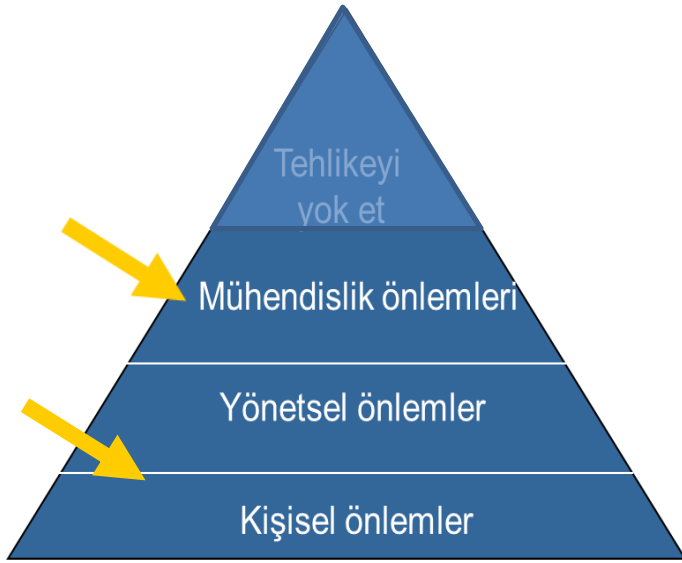 Tehlikeyi
yok et
Mühendislik önlemleri
Yönetsel önlemler
Kişisel önlemler